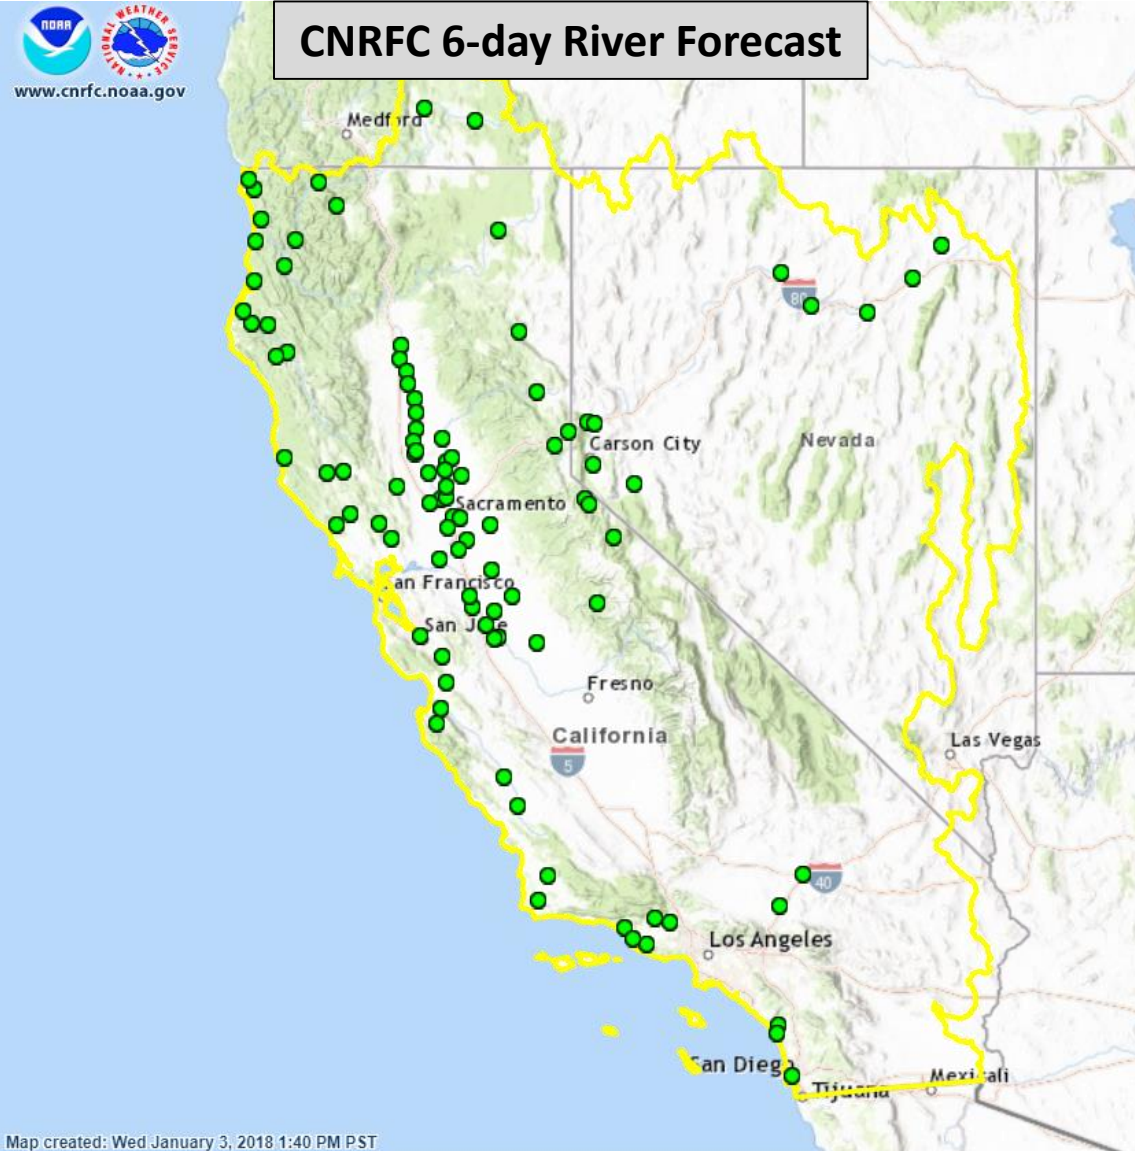 CNRFC 6-day River Forecast
NOAA
NATIONAL WEATHER SERVICE
www.cnrfc.noaa.gov
Medford
80
Carson City
Nevada
Sacramento
an Francisco
San Jose
Fresno
California
5
Las Vegas
40
Los Angeles
San Diego
Mexicali
Tijuana
Map created: Wed January 3, 2018 1:40 PM PST